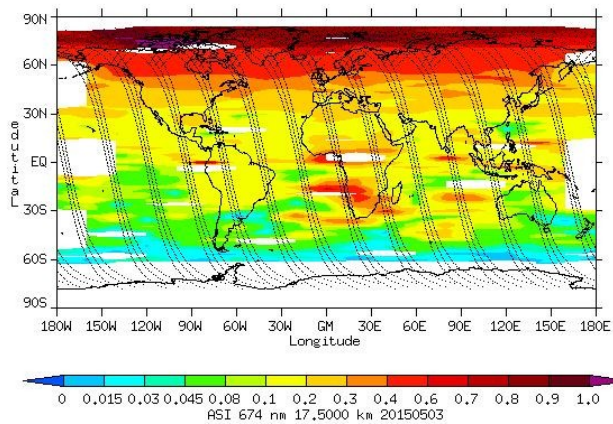 90N
60N
30N
EQ
30S
60S
90S
Latitude
180W 150W 120W 90W 60W 30W GM 30E 60E 90E 120E 150E 180E
Longitude
0 0.015 0.03 0.045 0.08 0.1 0.2 0.3 0.4 0.6 0.7 0.8 0.9 1.0
ASI 674 nm 17.5000 km 20150503